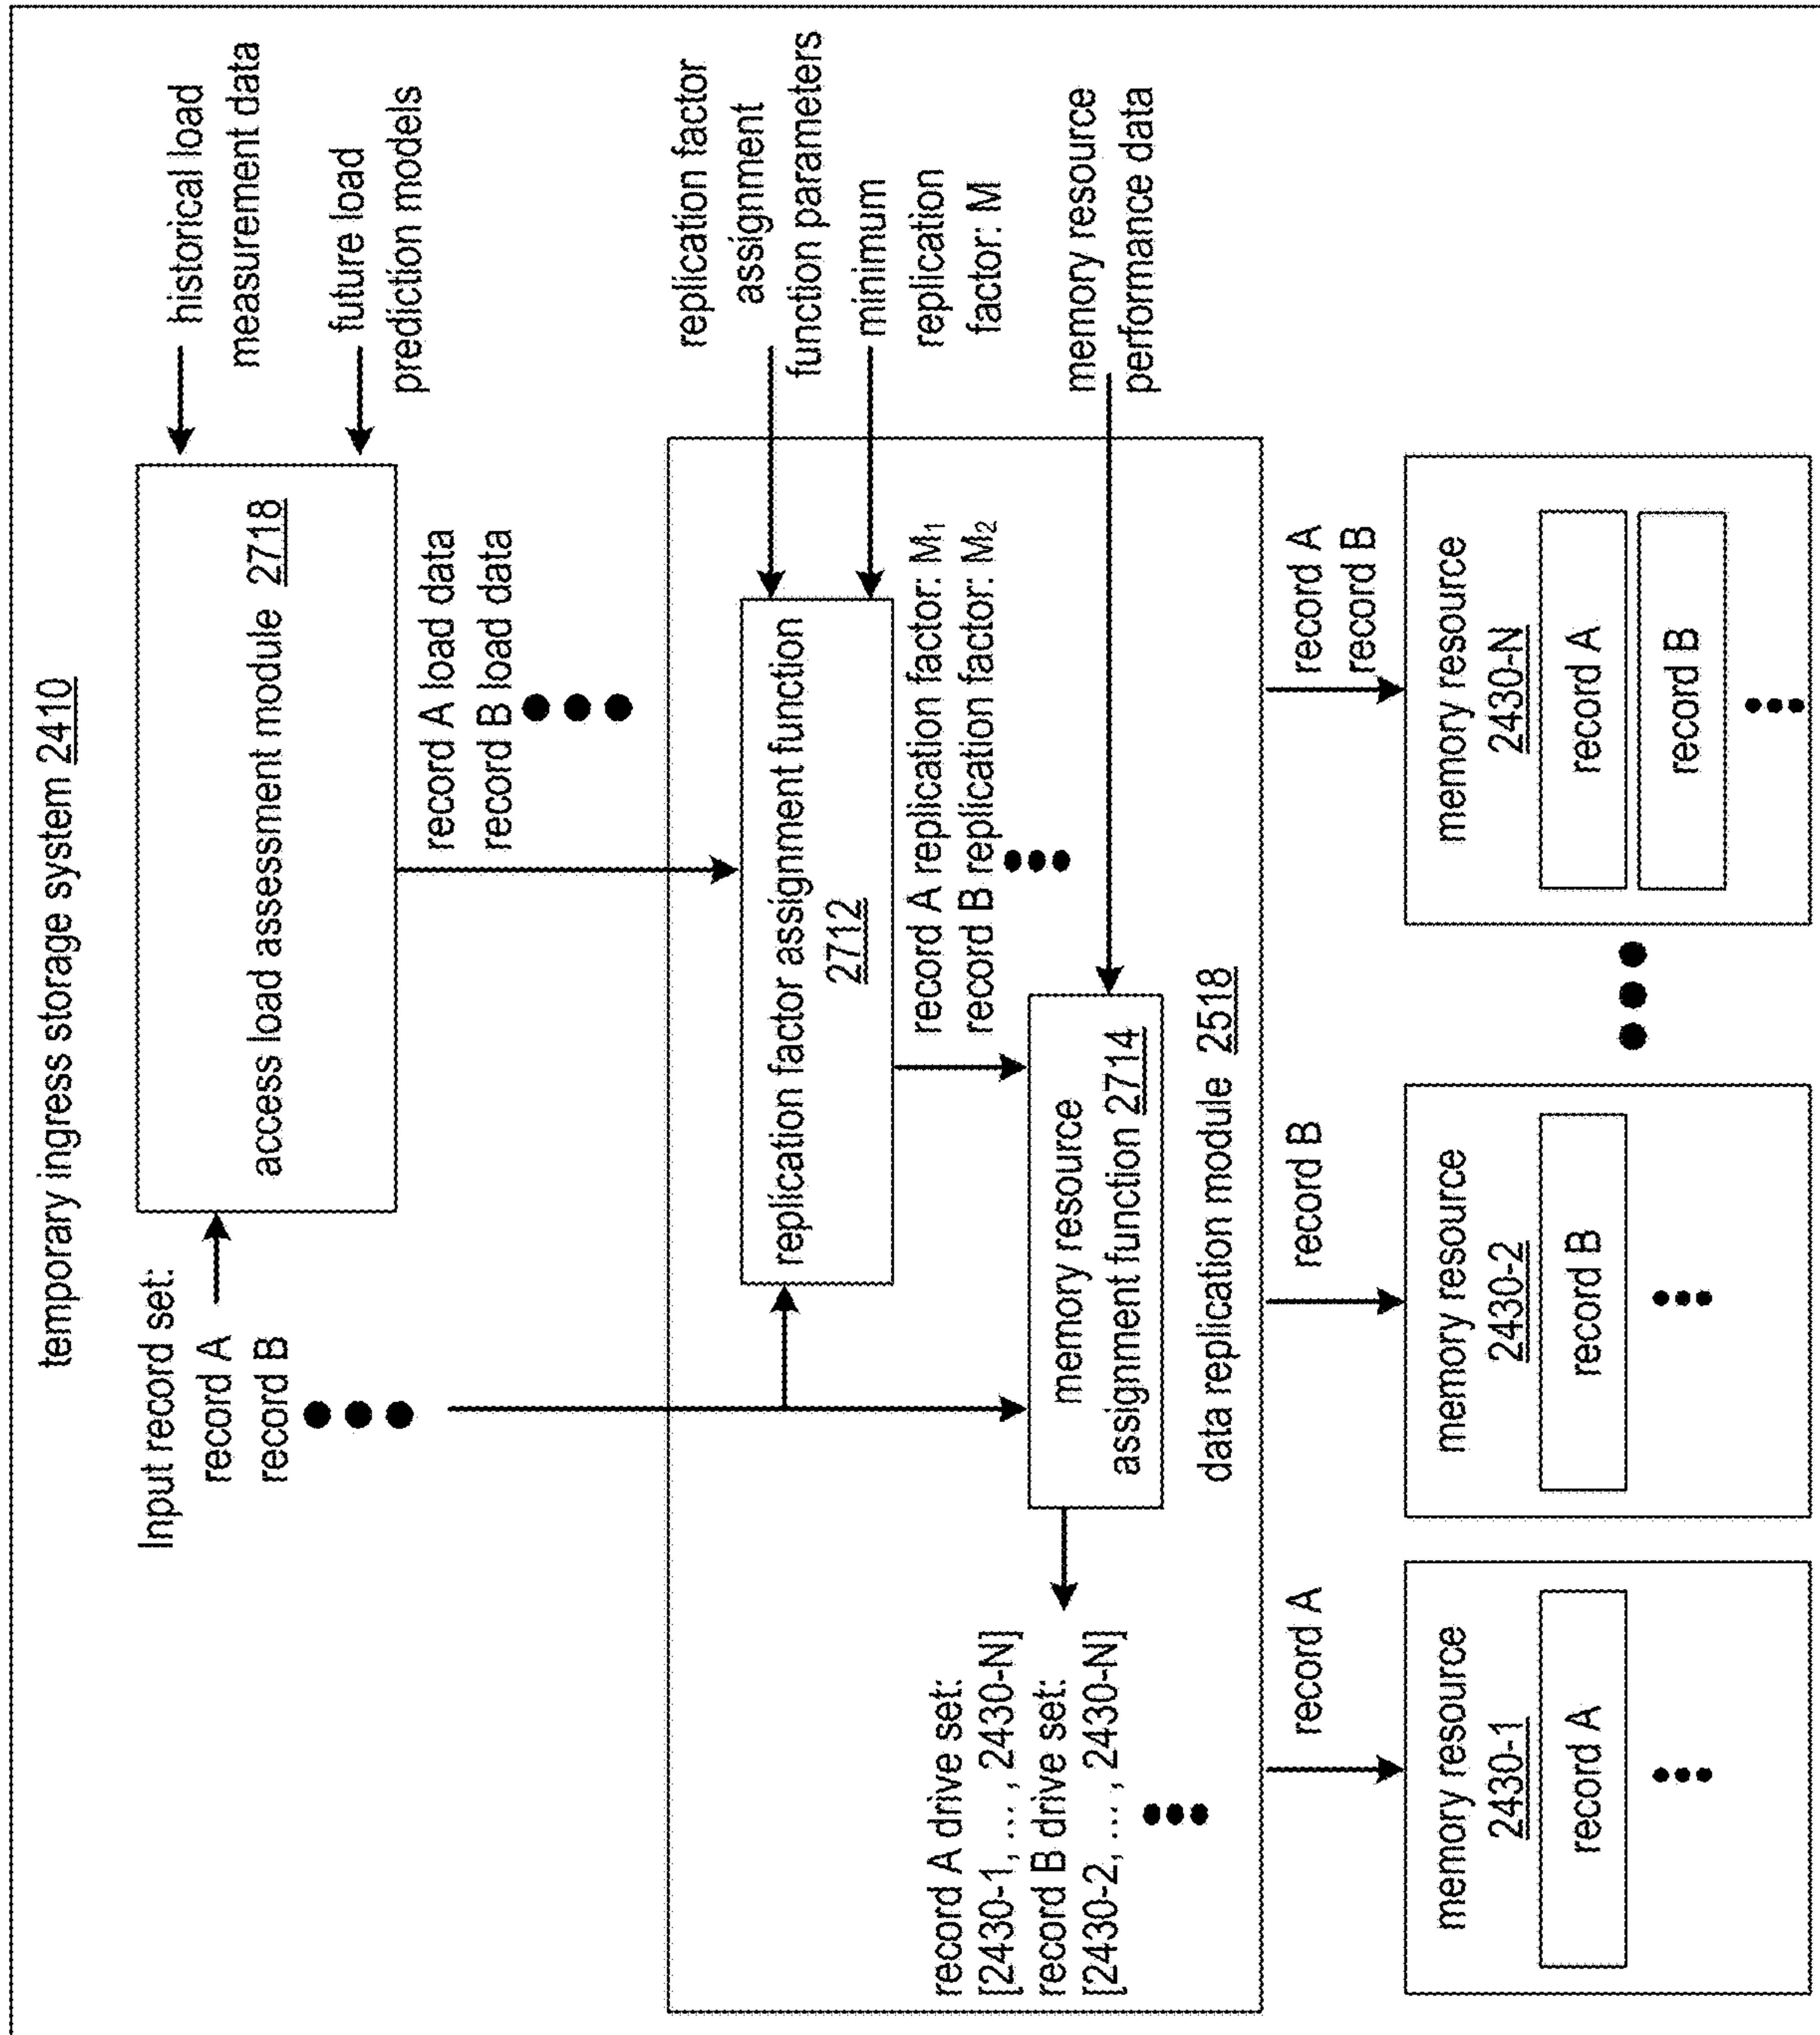 temporary ingress storage system 2410
Input record set:
record A
record B
access load assessment module 2718
historical load
measurement data
future load
prediction models
record A load data
record B load data
replication factor assignment function
2712
replication factor
assignment
function parameters
minimum
replication
factor: M
record A replication factor: M₁
record B replication factor: M₂
memory resource
performance data
memory resource
assignment function 2714
record A drive set:
[2430-1, ... , 2430-N]
record B drive set:
[2430-2, ... , 2430-N]
data replication module 2518
record A
record B
record A
record B
memory resource
2430-1
record A
memory resource
2430-2
record B
memory resource
2430-N
record A
record B